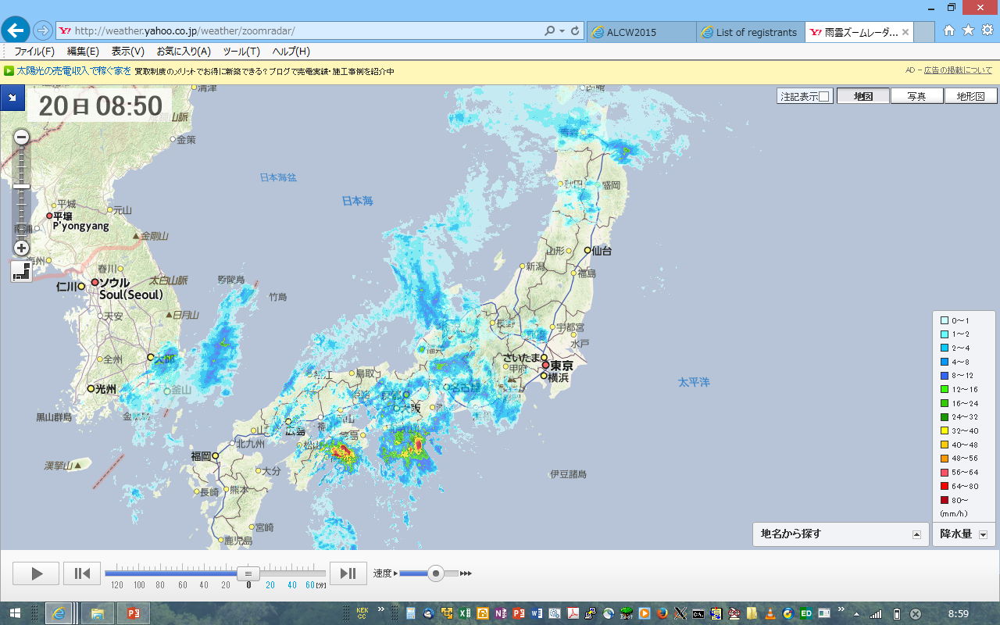 http://weather.yahoo.co.jp/weather/zoomradar/
ALCW2015
List of registrants
雨雲ズームレーダ...
ファイル(F) 編集(E) 表示(V) お気に入り(A) ツール(T) ヘルプ(H)
太陽光の売電収入で稼ぐ家を 買取制度のメリットでお得に新築できる?ブログで売電実績・施工事例を紹介中
AD - 広告の掲載について
20日 08:50
注記表示
地図
写真
地形図
清津
函館
山脈
金策
青森
日本海盆
秋田
盛岡
日本海
平城
元山
平壌
P'yongyang
南浦
金剛山
海州
山形
仙台
春川
新潟
福島
太白山脈
鬱陵島
仁川
ソウル
Soul(Seoul)
竹島
天安
日月山
長野
宇都宮
水戸
全州
大邱
さいたま
東京
甲府
横浜
鳥取
光州
釜山
名古屋
京都
太平洋
黒山群島
広島
松山
北九州
福岡
漢拏山
大分
伊豆諸島
長崎
熊本
宮崎
鹿児島
0~1
1~2
2~4
4~8
8~12
12~16
16~24
24~32
32~40
40~48
48~56
56~64
64~80
80~
(mm/h)
地名から探す
降水量
速度
120 100 80 60 40 20 0 20 40 60 [分]
KEK
CC
8:59